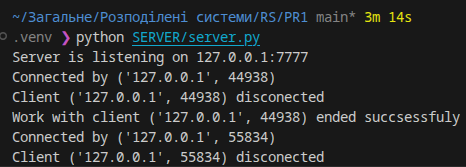 ~/Загальне/Розподілені системи/RS/PR1 main* 3m 14s
.venv ❯ python SERVER/server.py
Server is listening on 127.0.0.1:7777
Connected by ('127.0.0.1', 44938)
Client ('127.0.0.1', 44938) disconected
Work with client ('127.0.0.1', 44938) ended succsessfuly
Connected by ('127.0.0.1', 55834)
Client ('127.0.0.1', 55834) disconected